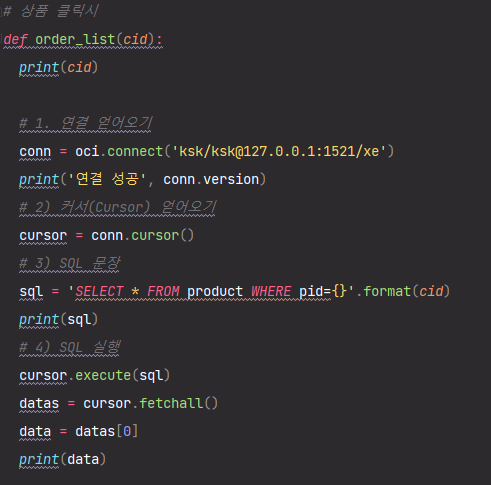 # 상품 클릭시
def order_list(cid):
print(cid)
# 1. 연결 얻어오기
conn = oci.connect('ksk/ksk@127.0.0.1:1521/xe')
print('연결 성공', conn.version)
# 2) 커서(Cursor) 얻어오기
cursor = conn.cursor()
# 3) SQL 문장
sql = 'SELECT * FROM product WHERE pid={}'.format(cid)
print(sql)
# 4) SQL 실행
cursor.execute(sql)
datas = cursor.fetchall()
data = datas[0]
print(data)